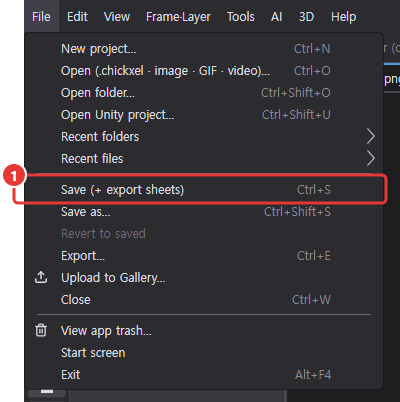 File Edit View Frame·Layer Tools AI 3D Help
New project... Ctrl+N
Open (.chickxel · image · GIF · video)... Ctrl+O
Open folder... Ctrl+Shift+O
Open Unity project... Ctrl+Shift+U
Recent folders
Recent files
1
Save (+ export sheets) Ctrl+S
Save as... Ctrl+Shift+S
Revert to saved
Export... Ctrl+E
Upload to Gallery...
Close Ctrl+W
View app trash...
Start screen
Exit Alt+F4